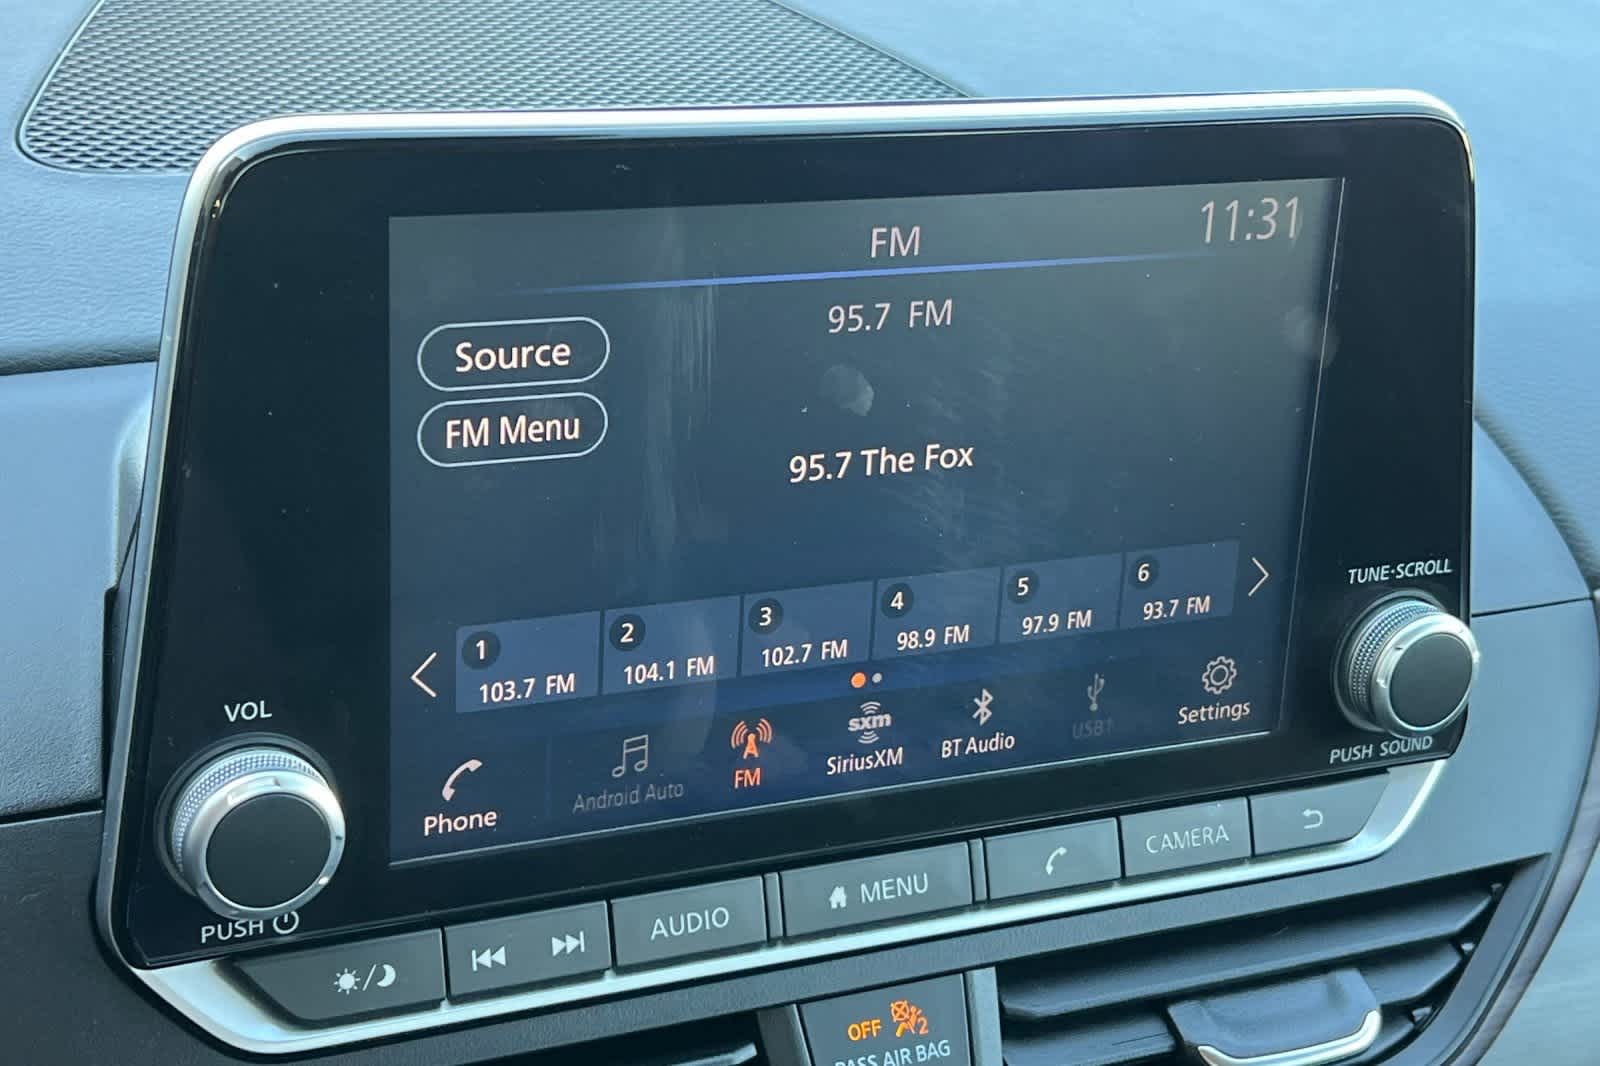 FM
11:31
95.7 FM
Source
FM Menu
95.7 The Fox
1
103.7 FM
2
104.1 FM
3
102.7 FM
4
98.9 FM
5
97.9 FM
6
93.7 FM
Phone
Android Auto
FM
sxm
SiriusXM
BT Audio
USB1
Settings
VOL
PUSH
TUNE·SCROLL
PUSH SOUND
AUDIO
MENU
CAMERA
OFF
2
PASS AIR BAG